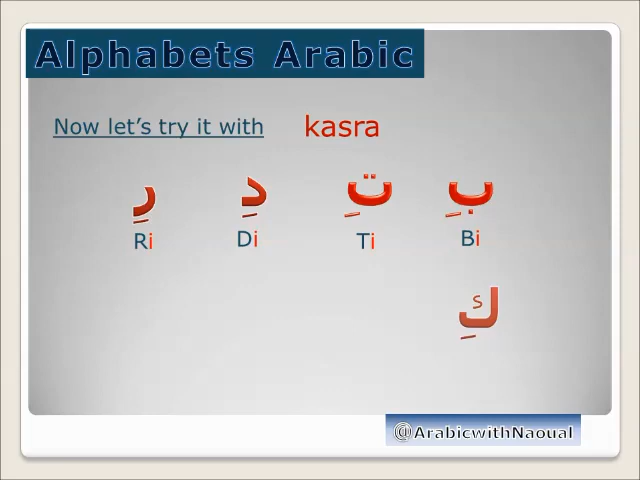 Alphabets Arabic
Now let's try it with kasra
بِ تِ دِ رِ
Bi Ti Di Ri
كِ
@ArabicwithNaoual